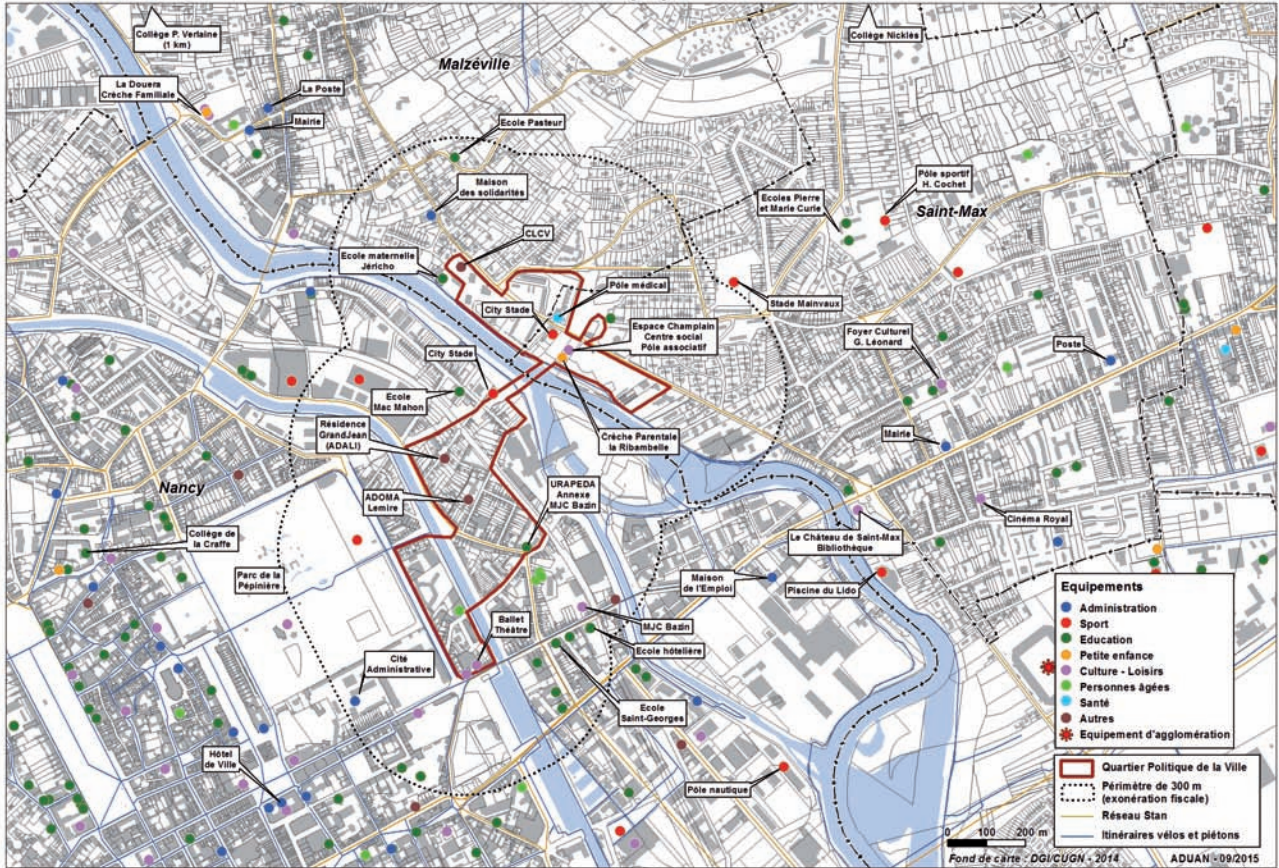 Collège P. Verlaine
(1 km)
Collège Nicklès
Malzéville
La Douera
Crèche Familiale
La Poste
Mairie
Ecole Pasteur
Maison
des solidarités
Ecoles Pierre
et Marie Curie
Pôle sportif
H. Cochet
Saint-Max
CLCV
Ecole maternelle
Jéricho
Pôle médical
City Stade
Stade Mainvaux
Espace Champlain
Centre social
Pôle associatif
Foyer Culturel
G. Léonard
Poste
City Stade
Ecole
Mac Mahon
Résidence
GrandJean
(ADALI)
Crèche Parentale
la Ribambelle
Mairie
Nancy
ADOMA
Lemire
URAPEDA
Annexe
MJC Bazin
Cinéma Royal
Collège de
la Craffe
Le Château de Saint-Max
Bibliothèque
Parc de la
Pépinière
Maison
de l'Emploi
Piscine du Lido
Ballet
Théâtre
MJC Bazin
Ecole hôtelière
Cité
Administrative
Ecole
Saint-Georges
Hôtel
de Ville
Pôle nautique
Equipements
Administration
Sport
Education
Petite enfance
Culture - Loisirs
Personnes âgées
Santé
Autres
Equipement d'agglomération
Quartier Politique de la Ville
Périmètre de 300 m
(exonération fiscale)
Réseau Stan
Itinéraires vélos et piétons
0 100 200 m
Fond de carte : DGI/CUGN - 2014
ADUAN - 09/2015